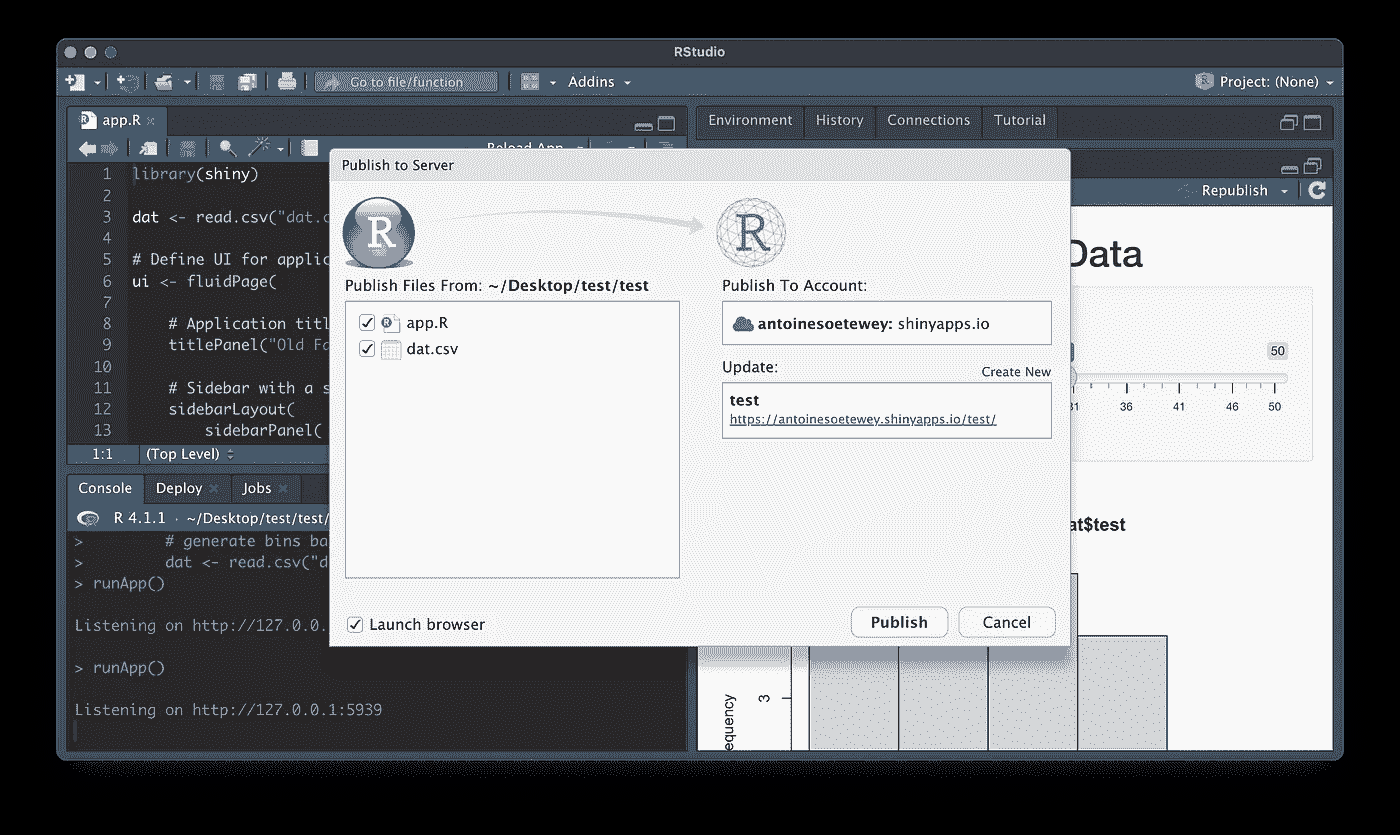 RStudio
Go to file/function
Addins
Project: (None)
app.R
Environment
History
Connections
Tutorial
Reload App
Republish
1 library(shiny)
2
3 dat <- read.csv("dat.c
4
5 # Define UI for applic
6 ui <- fluidPage(
7
8 # Application titl
9 titlePanel("Old Fa
10
11 # Sidebar with a s
12 sidebarLayout(
13 sidebarPanel(
1:1 (Top Level)
Console
Deploy
Jobs
R 4.1.1 · ~/Desktop/test/test/
> # generate bins ba
> dat <- read.csv("d
> runApp()
Listening on http://127.0.0.
> runApp()
Listening on http://127.0.0.1:5939
Publish to Server
R
R
Publish Files From: ~/Desktop/test/test
app.R
dat.csv
Launch browser
Publish To Account:
antoinesoetewey: shinyapps.io
Update:
Create New
test
https://antoinesoetewey.shinyapps.io/test/
Publish
Cancel
Data
50
31 36 41 46 50
at$test
equency
3